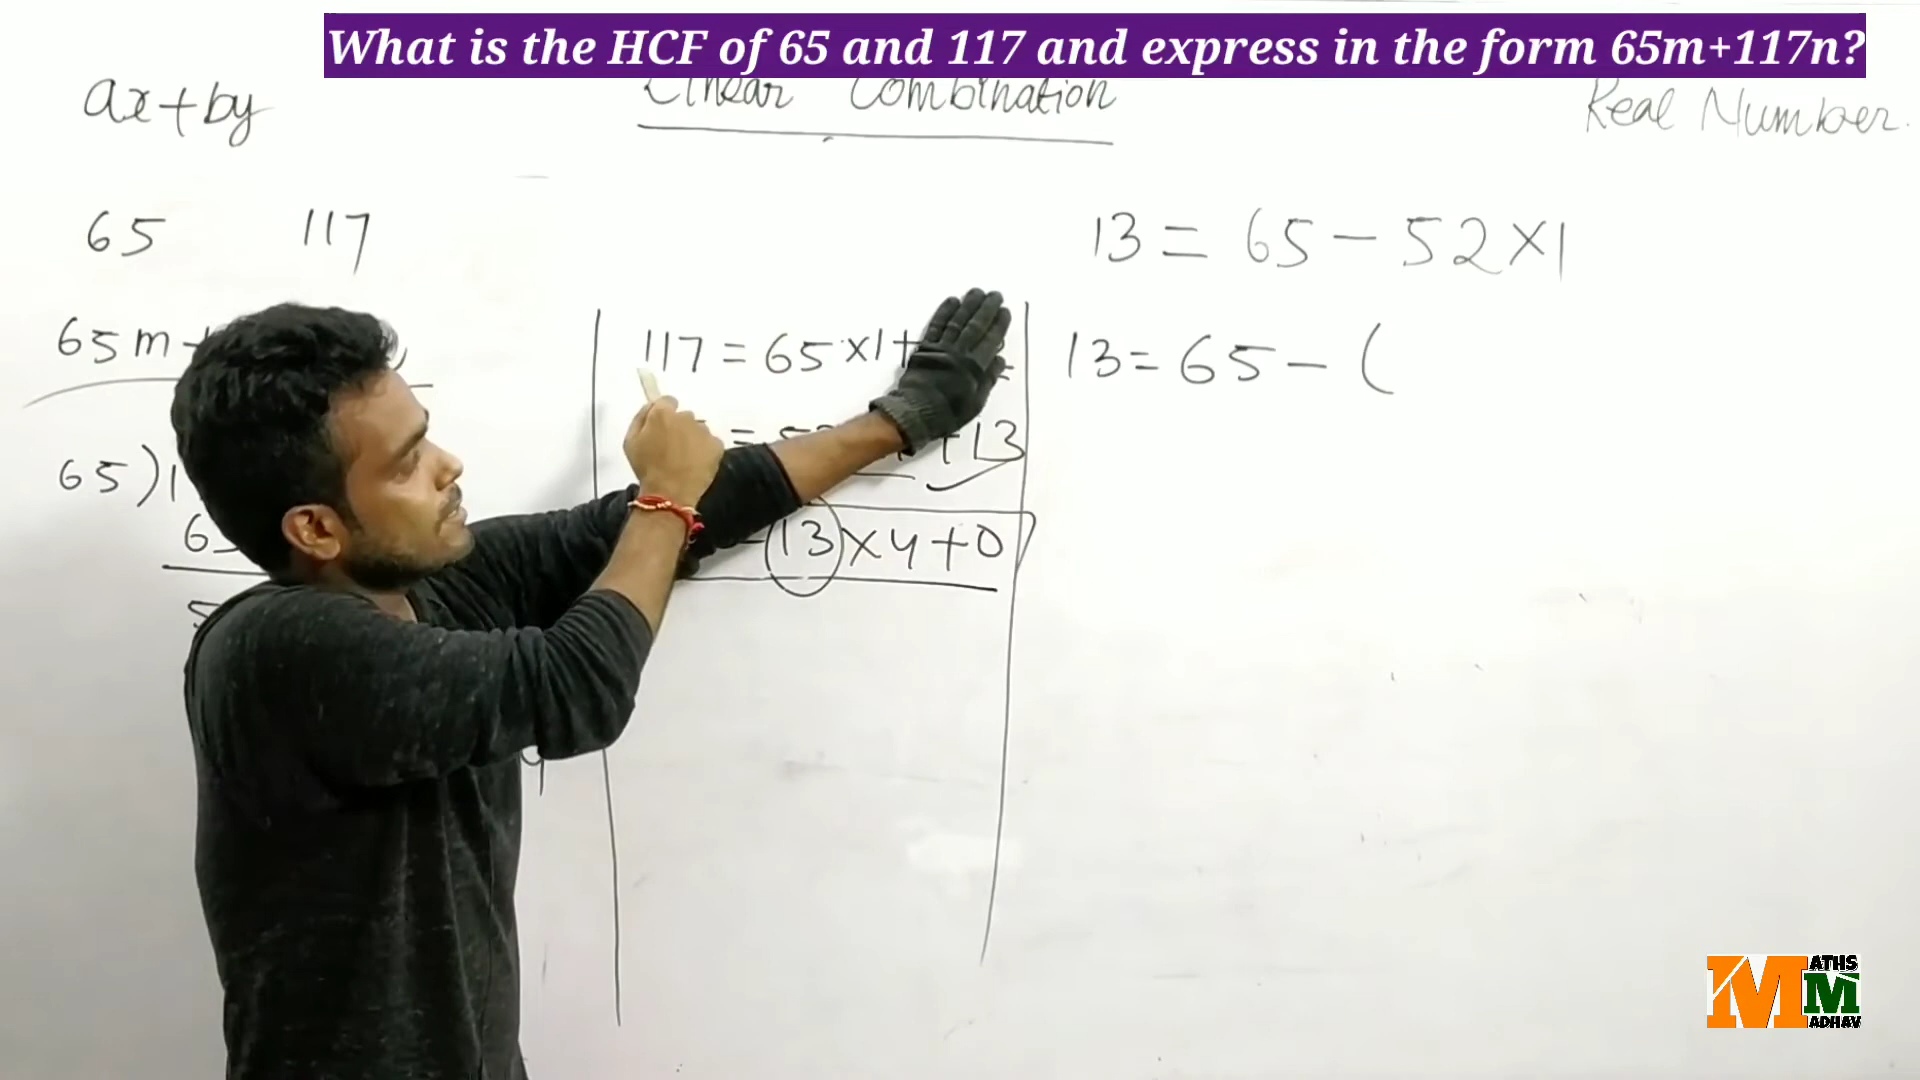 What is the HCF of 65 and 117 and express in the form 65m+117n?
ax+by
Linear Combination
Real Number.
65 117
65m
117 = 65×1+
= +13
13×4+0
65)1
13 = 65 - 52×1
13 = 65 - (
MATHS
MADHAV